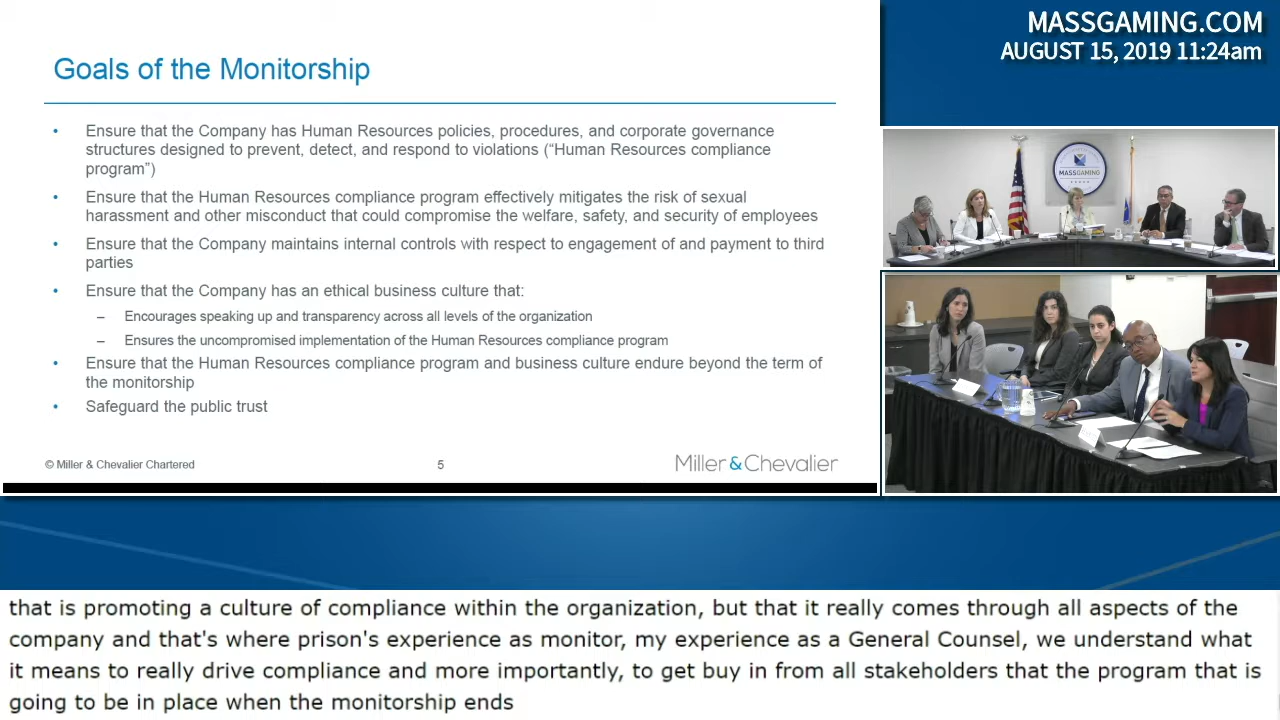 MASSGAMING.COM
AUGUST 15, 2019 11:24am
Goals of the Monitorship
• Ensure that the Company has Human Resources policies, procedures, and corporate governance
structures designed to prevent, detect, and respond to violations (“Human Resources compliance
program”)
• Ensure that the Human Resources compliance program effectively mitigates the risk of sexual
harassment and other misconduct that could compromise the welfare, safety, and security of employees
• Ensure that the Company maintains internal controls with respect to engagement of and payment to third
parties
• Ensure that the Company has an ethical business culture that:
– Encourages speaking up and transparency across all levels of the organization
– Ensures the uncompromised implementation of the Human Resources compliance program
• Ensure that the Human Resources compliance program and business culture endure beyond the term of
the monitorship
• Safeguard the public trust
© Miller & Chevalier Chartered
5
Miller & Chevalier
MASSGAMING
that is promoting a culture of compliance within the organization, but that it really comes through all aspects of the
company and that's where prison's experience as monitor, my experience as a General Counsel, we understand what
it means to really drive compliance and more importantly, to get buy in from all stakeholders that the program that is
going to be in place when the monitorship ends